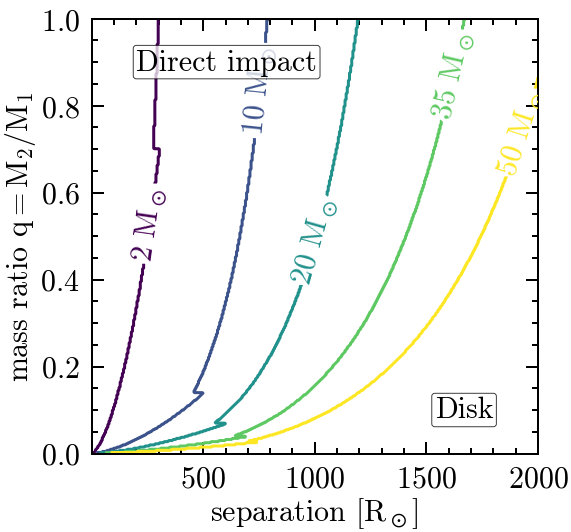 1.0
0.8
0.6
0.4
0.2
0.0
mass ratio q = M₂/M₁
Direct impact
2 M⊙
10 M⊙
20 M⊙
35 M⊙
50 M⊙
Disk
500 1000 1500 2000
separation [R⊙]